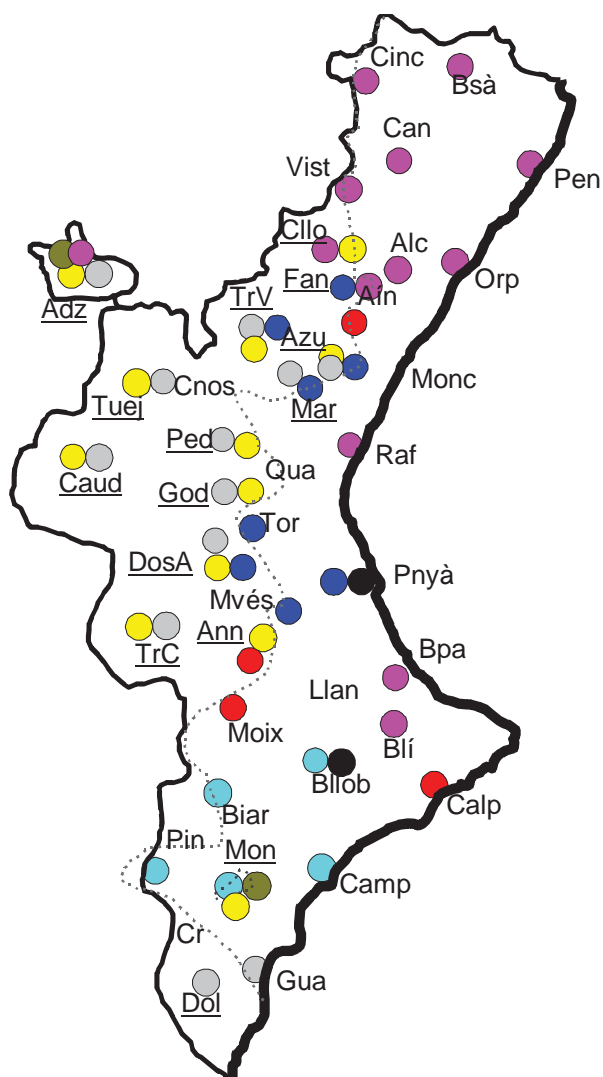 Cinc
Bsà
Can
Vist
Pen
Cllo
Alc
Orp
Fan
Aín
Adz
TrV
Azu
Monc
Tuej
Cnos
Mar
Ped
Raf
Caud
Qua
God
Tor
DosA
Pnyà
Mvés
Ann
TrC
Bpa
Llan
Moix
Blí
Bllob
Calp
Biar
Pin
Mon
Camp
Cr
Gua
Dol